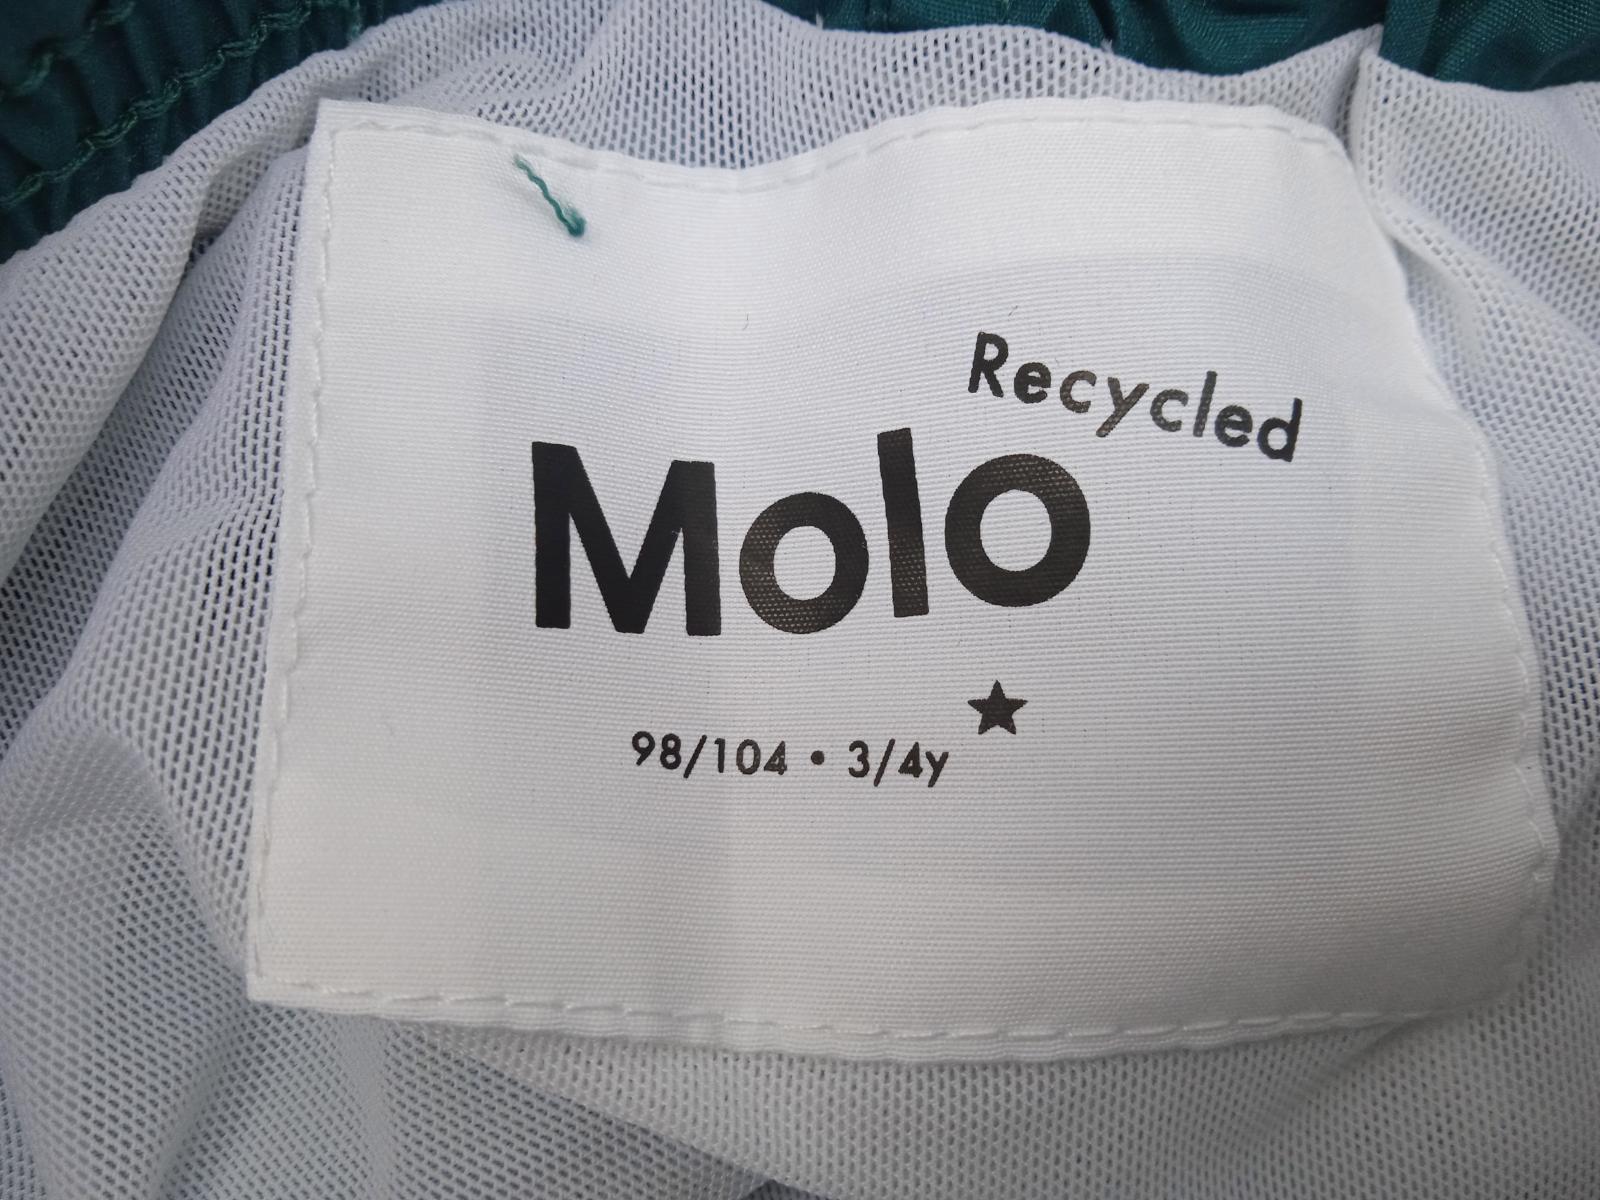 Recycled
Molo
98/104 • 3/4y